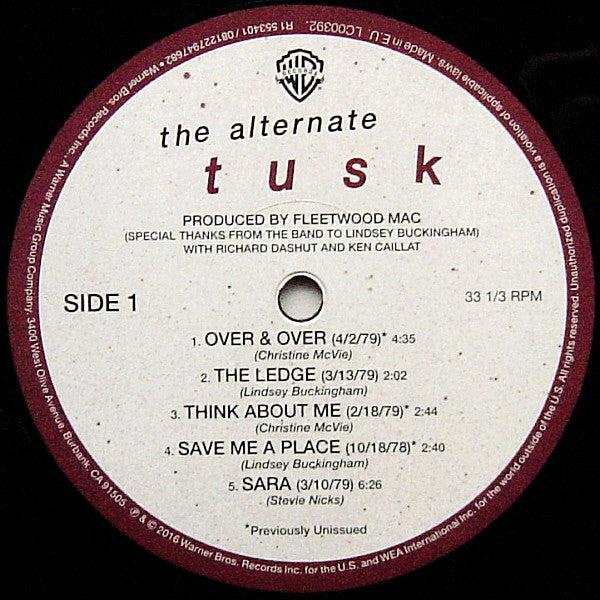 WB
RECORDS
the alternate
tusk
PRODUCED BY FLEETWOOD MAC
(SPECIAL THANKS FROM THE BAND TO LINDSEY BUCKINGHAM)
WITH RICHARD DASHUT AND KEN CAILLAT
SIDE 1
33 1/3 RPM
1. OVER & OVER (4/2/79)* 4:35
(Christine McVie)
2. THE LEDGE (3/13/79) 2:02
(Lindsey Buckingham)
3. THINK ABOUT ME (2/18/79)* 2:44
(Christine McVie)
4. SAVE ME A PLACE (10/18/78)* 2:40
(Lindsey Buckingham)
5. SARA (3/10/79) 6:26
(Stevie Nicks)
*Previously Unissued
R1 553401 / 081227947682 • Warner Bros. Records Inc., A Warner Music Group Company, 3400 West Olive Avenue, Burbank, CA 91505 ℗ & © 2016 Warner Bros. Records Inc. for the U.S. and WEA International Inc. for the world outside of the U.S. All rights reserved. Unauthorized duplication is a violation of applicable laws. Made in E.U. LC00392.